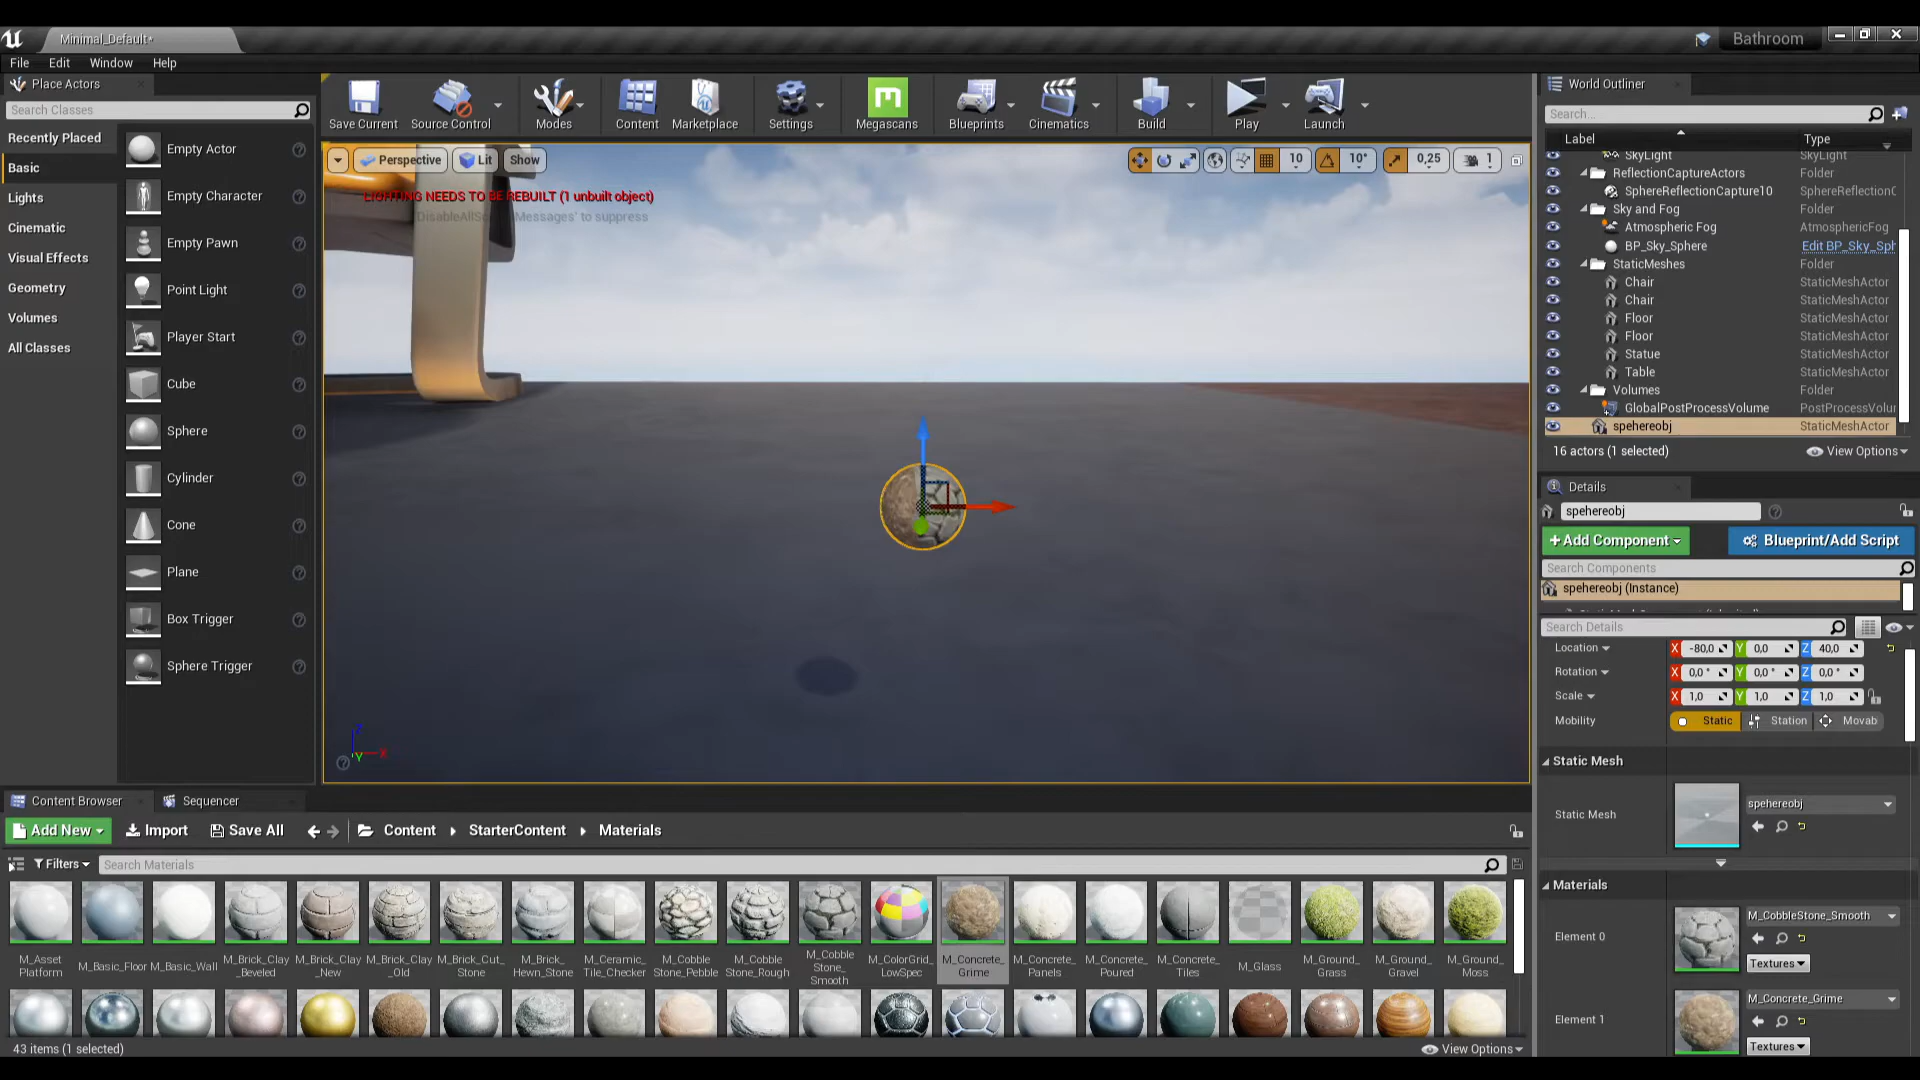 Minimal_Default*
Bathroom
File Edit Window Help
Place Actors
Search Classes
Recently Placed
Basic
Lights
Cinematic
Visual Effects
Geometry
Volumes
All Classes
Empty Actor
Empty Character
Empty Pawn
Point Light
Player Start
Cube
Sphere
Cylinder
Cone
Plane
Box Trigger
Sphere Trigger
Save Current Source Control Modes Content Marketplace Settings Megascans Blueprints Cinematics Build Play Launch
Perspective Lit Show
10 10° 0,25 1
LIGHTING NEEDS TO BE REBUILT (1 unbuilt object)
'DisableAllScreenMessages' to suppress
World Outliner
Search...
Label Type
SkyLight SkyLight
ReflectionCaptureActors Folder
SphereReflectionCapture10 SphereReflectionC
Sky and Fog Folder
Atmospheric Fog AtmosphericFog
BP_Sky_Sphere Edit BP_Sky_Sph
StaticMeshes Folder
Chair StaticMeshActor
Chair StaticMeshActor
Floor StaticMeshActor
Floor StaticMeshActor
Statue StaticMeshActor
Table StaticMeshActor
Volumes Folder
GlobalPostProcessVolume PostProcessVolu
spehereobj StaticMeshActor
16 actors (1 selected) View Options
Details
spehereobj
+Add Component Blueprint/Add Script
Search Components
spehereobj (Instance)
Search Details
Location X -80,0 Y 0,0 Z 40,0
Rotation X 0,0 ° Y 0,0 ° Z 0,0 °
Scale X 1,0 Y 1,0 Z 1,0
Mobility Static Station Movab
Static Mesh
Static Mesh spehereobj
Materials
Element 0 M_CobbleStone_Smooth
Textures
Element 1 M_Concrete_Grime
Textures
Content Browser Sequencer
Add New Import Save All Content StarterContent Materials
Filters Search Materials
M_Asset Platform
M_Basic_Floor
M_Basic_Wall
M_Brick_Clay _Beveled
M_Brick_Clay _New
M_Brick_Clay _Old
M_Brick_Cut_ Stone
M_Brick_ Hewn_Stone
M_Ceramic_ Tile_Checker
M_Cobble Stone_Pebble
M_Cobble Stone_Rough
M_Cobble Stone_ Smooth
M_ColorGrid_ LowSpec
M_Concrete_ Grime
M_Concrete_ Panels
M_Concrete_ Poured
M_Concrete_ Tiles
M_Glass
M_Ground_ Grass
M_Ground_ Gravel
M_Ground_ Moss
43 items (1 selected) View Options
X
Y